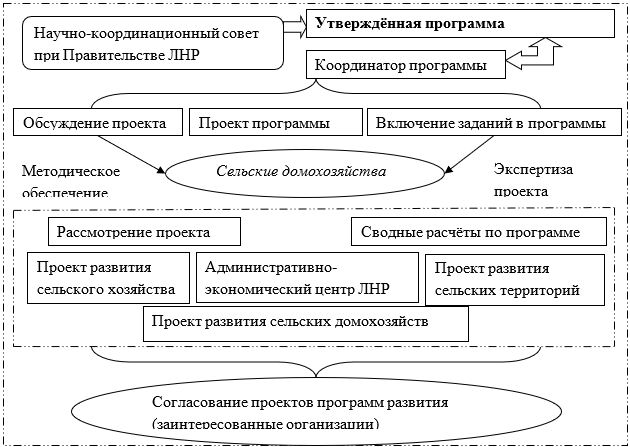 Утверждённая программа
Научно-координационный совет
при Правительстве ЛНР
Координатор программы
Обсуждение проекта
Проект программы
Включение заданий в программы
Методическое
обеспечение
Сельские домохозяйства
Экспертиза
проекта
Рассмотрение проекта
Сводные расчёты по программе
Проект развития
сельского хозяйства
Административно-
экономический центр ЛНР
Проект развития
сельских территорий
Проект развития сельских домохозяйств
Согласование проектов программ развития
(заинтересованные организации)